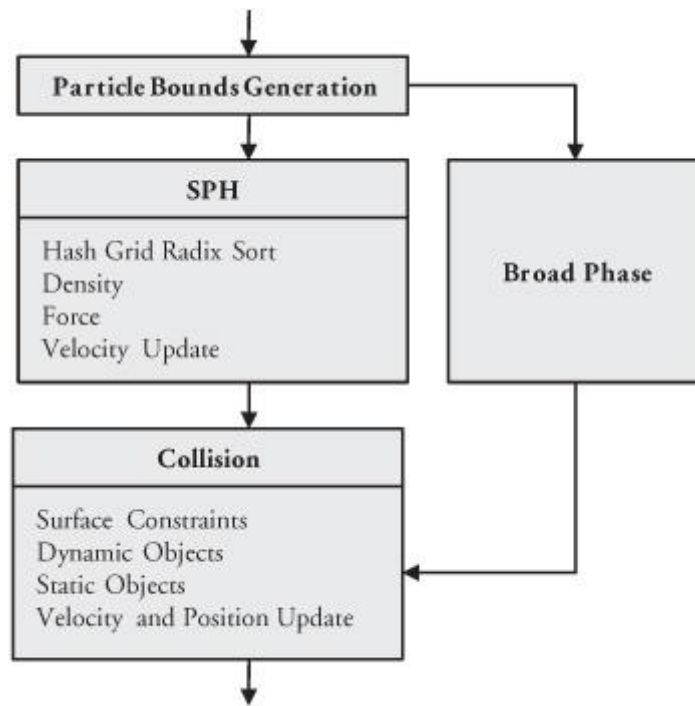 Particle Bounds Generation
SPH
Hash Grid Radix Sort
Density
Force
Velocity Update
Broad Phase
Collision
Surface Constraints
Dynamic Objects
Static Objects
Velocity and Position Update